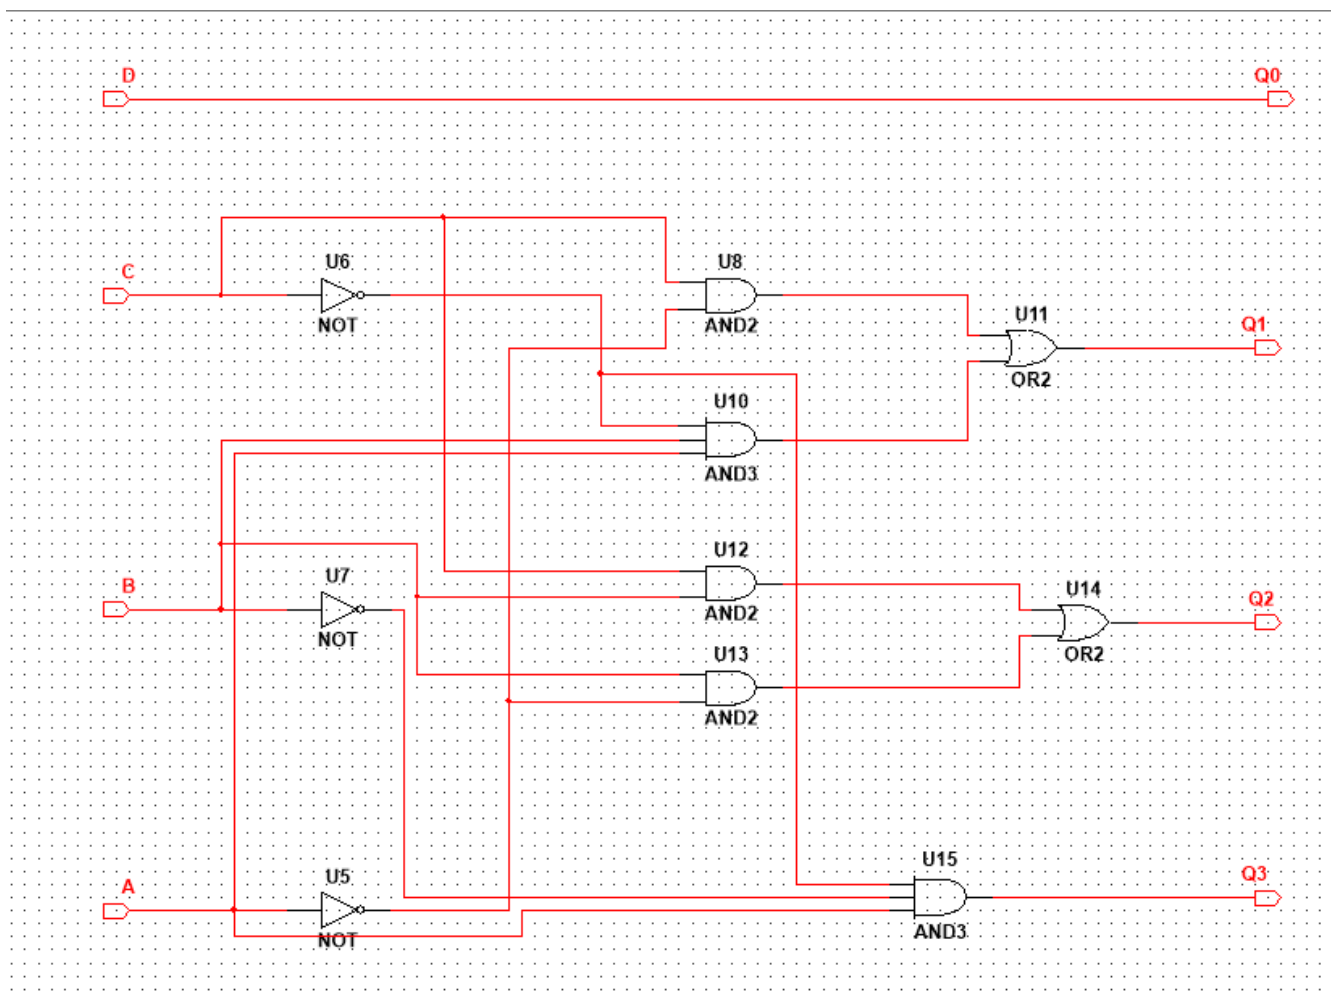 D
Q0
C
U6
NOT
U8
AND2
U11
OR2
Q1
U10
AND3
B
U7
NOT
U12
AND2
U14
OR2
Q2
U13
AND2
A
U5
NOT
U15
AND3
Q3